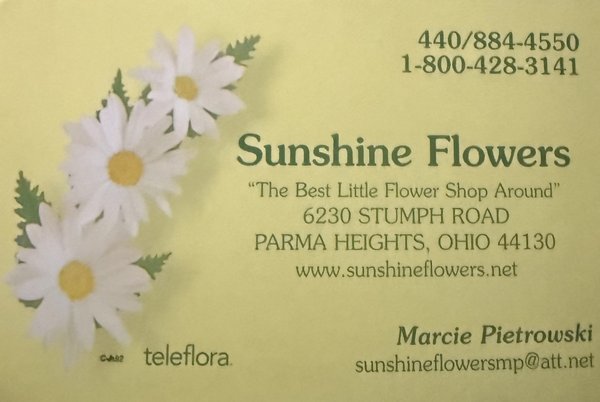 440/884-4550
1-800-428-3141
Sunshine Flowers
“The Best Little Flower Shop Around”
6230 STUMPH ROAD
PARMA HEIGHTS, OHIO 44130
www.sunshineflowers.net
Marcie Pietrowski
sunshineflowersmp@att.net
teleflora.